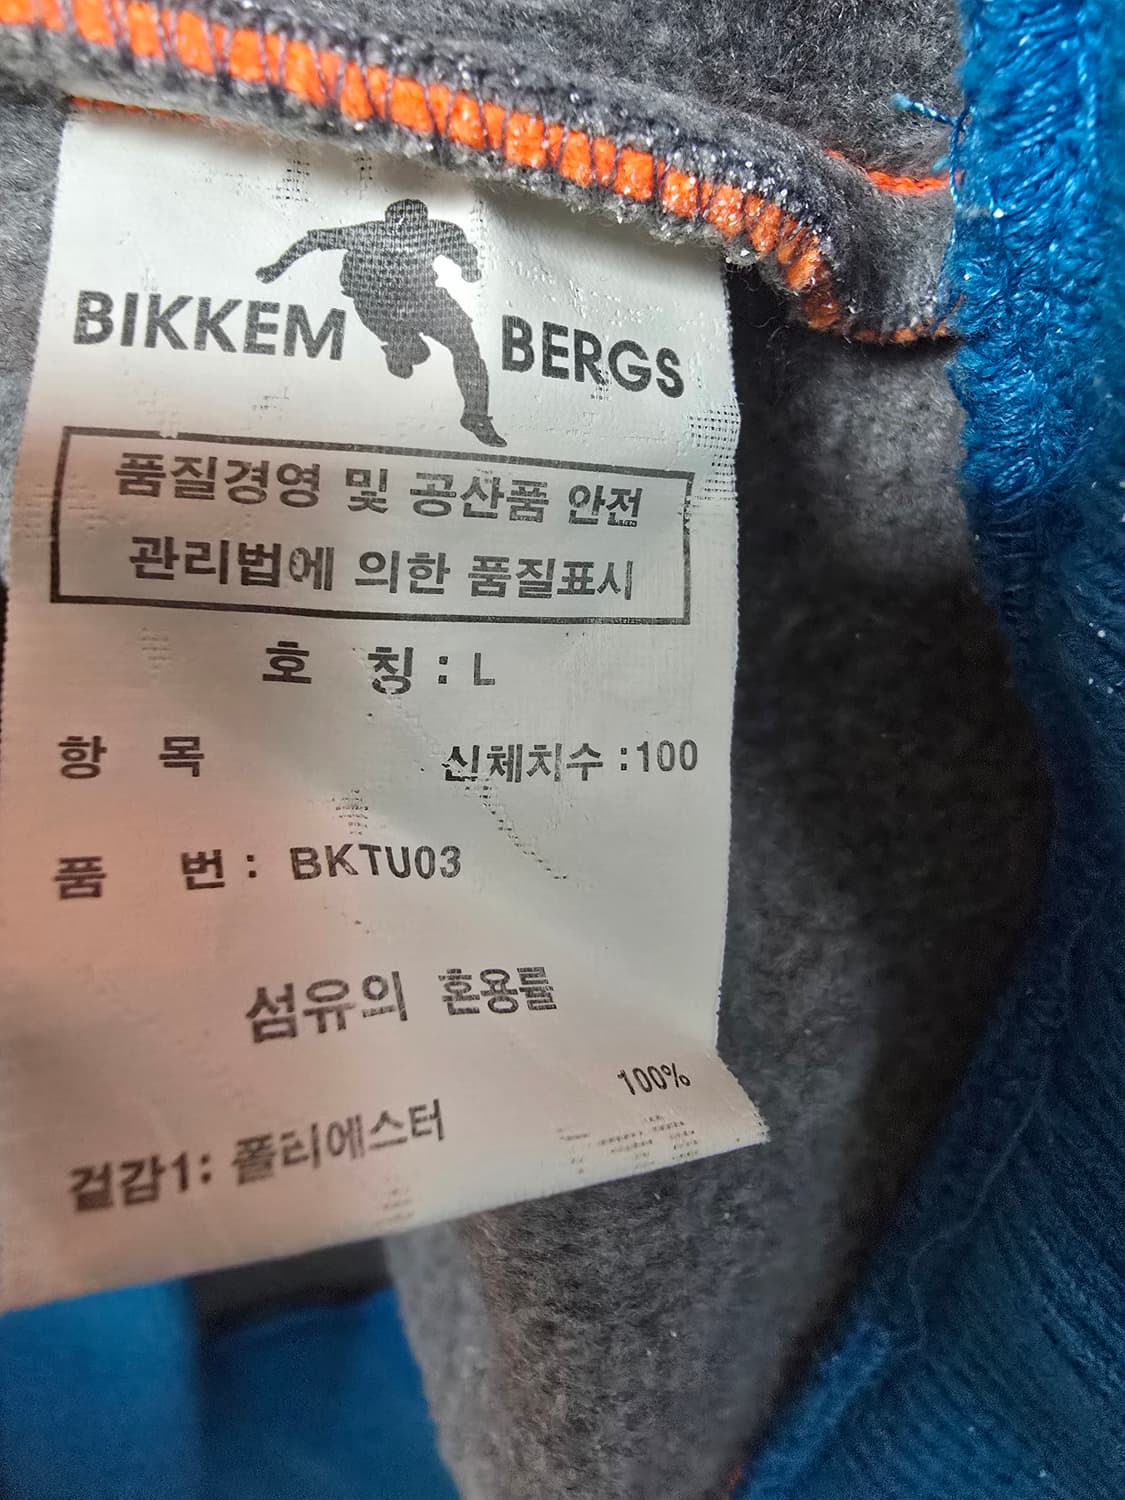 BIKKEM BERGS
품질경영 및 공산품 안전
관리법에 의한 품질표시
호 칭 : L
항 목 신체치수 : 100
품 번 : BKTU03
섬유의 혼용률
100%
겉감1: 폴리에스터